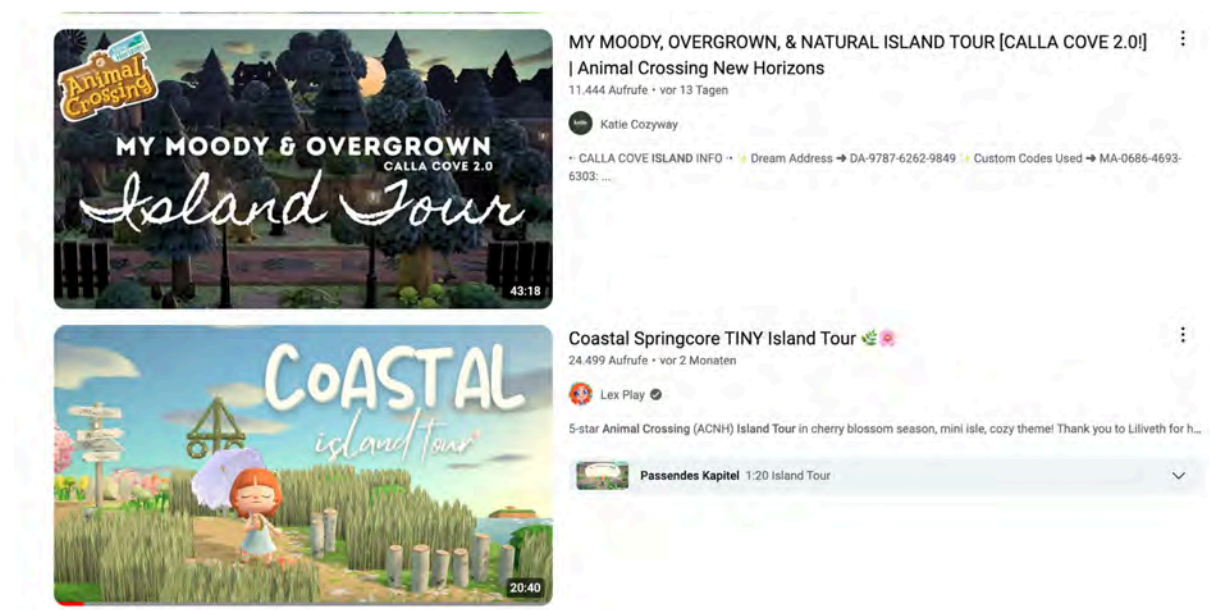 Animal
Crossing
MY MOODY & OVERGROWN
CALLA COVE 2.0
Island Tour
43:18
MY MOODY, OVERGROWN, & NATURAL ISLAND TOUR [CALLA COVE 2.0!]
| Animal Crossing New Horizons
11.444 Aufrufe • vor 13 Tagen
Katie Cozyway
•- CALLA COVE ISLAND INFO -• ✨ Dream Address ➔ DA-9787-6262-9849 ✨ Custom Codes Used ➔ MA-0686-4693-
6303: ...
COASTAL
island tour
20:40
Coastal Springcore TINY Island Tour 🌿🌸
24.499 Aufrufe • vor 2 Monaten
Lex Play
5-star Animal Crossing (ACNH) Island Tour in cherry blossom season, mini isle, cozy theme! Thank you to Liliveth for h...
Passendes Kapitel 1:20 Island Tour